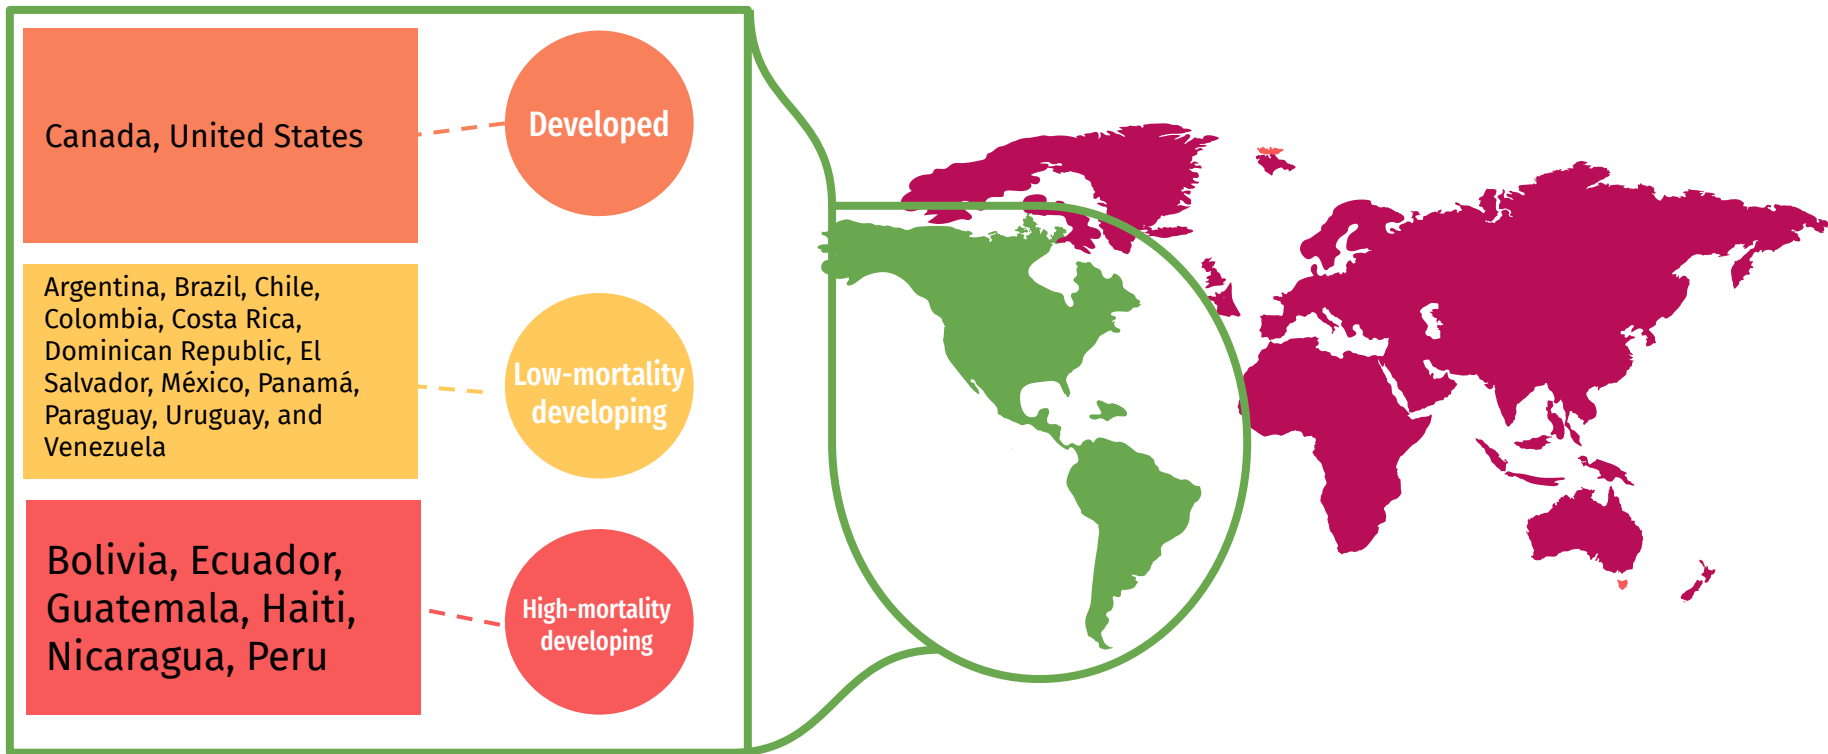 Canada, United States
Developed
Argentina, Brazil, Chile,
Colombia, Costa Rica,
Dominican Republic, El
Salvador, México, Panamá,
Paraguay, Uruguay, and
Venezuela
Low-mortality
developing
Bolivia, Ecuador,
Guatemala, Haiti,
Nicaragua, Peru
High-mortality
developing